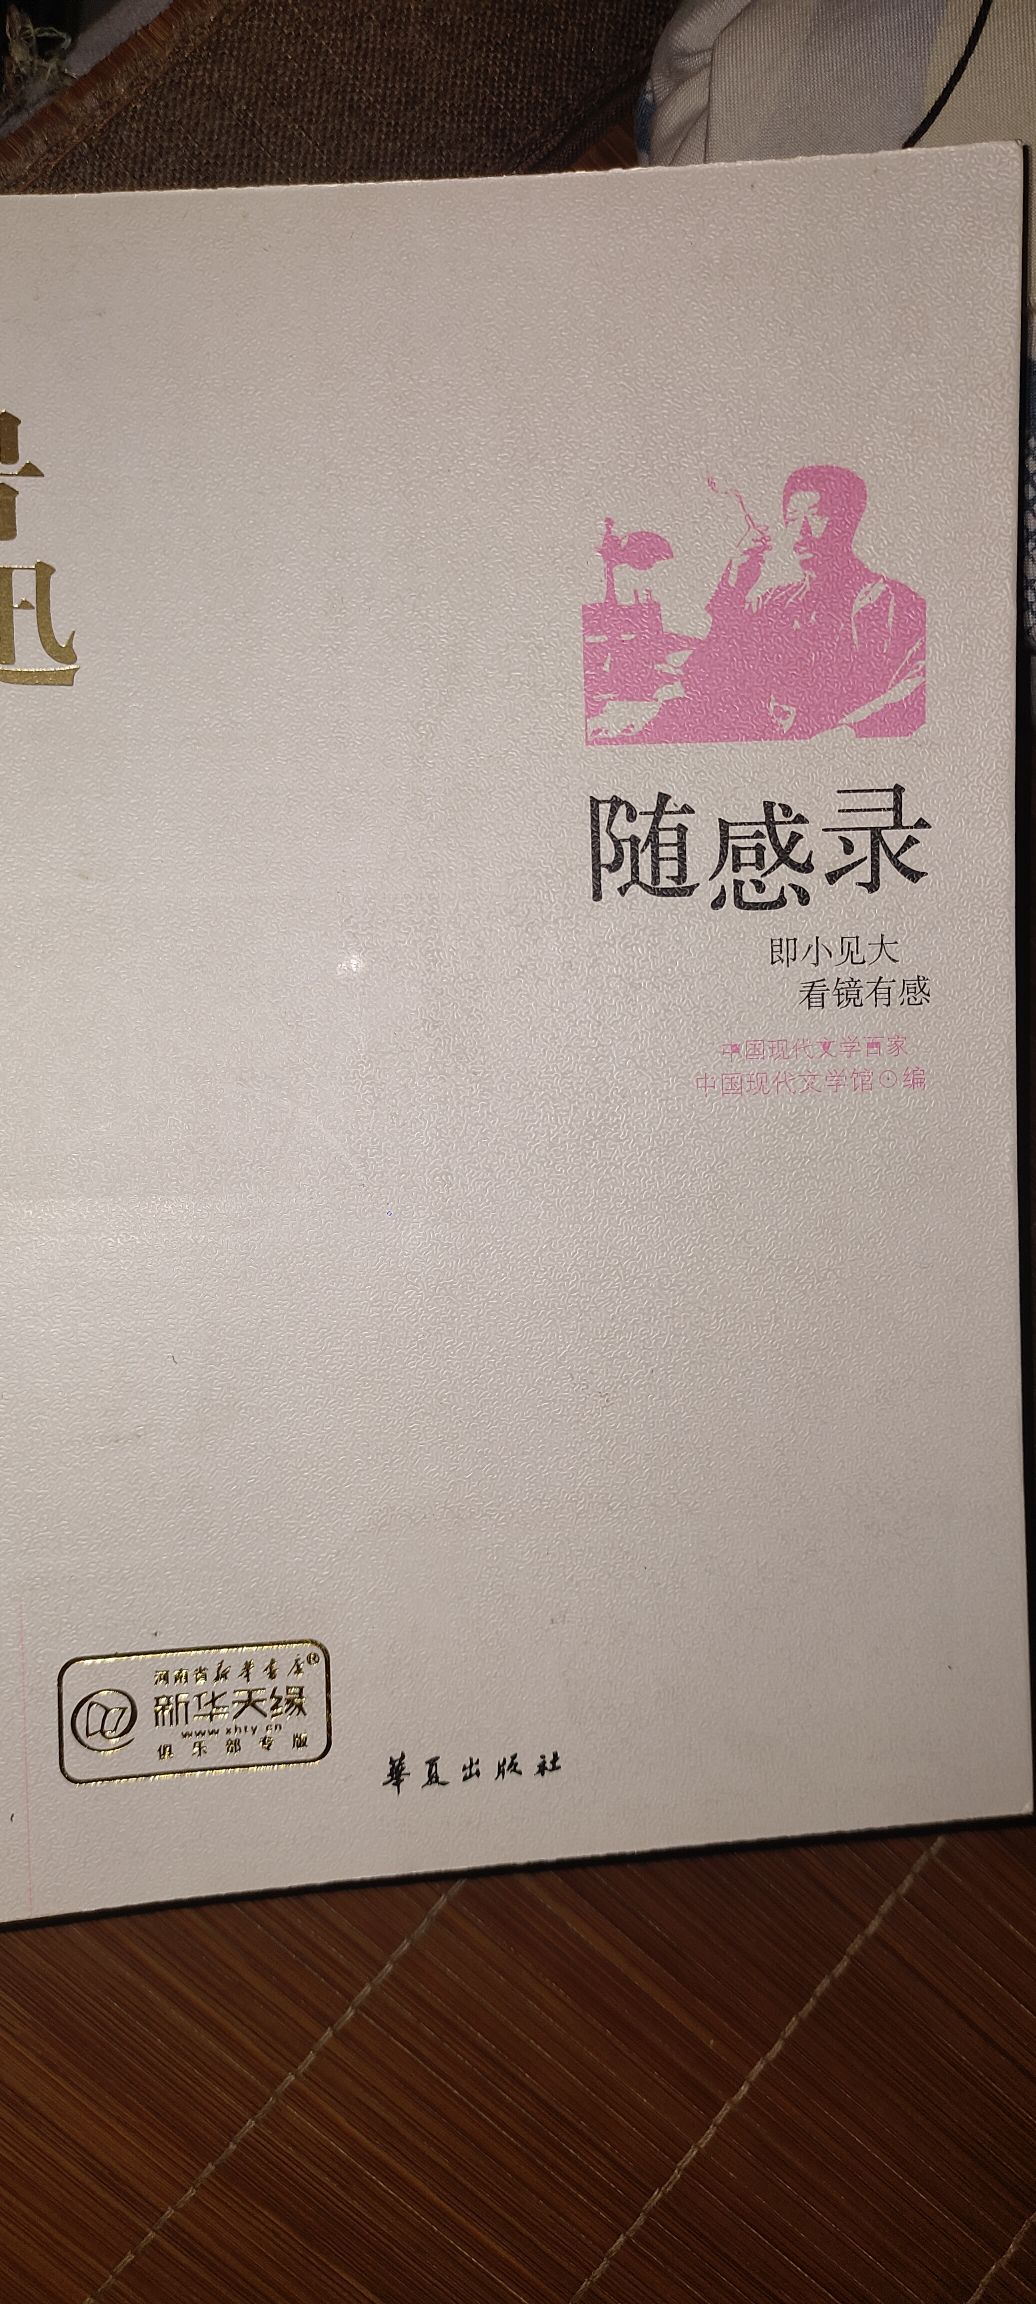 迅
随感录
即小见大
看镜有感
中国现代文学百家
中国现代文学馆⊙编
河南省新华书店®
新华天缘
www.xhty.cn
俱乐部专版
華夏出版社